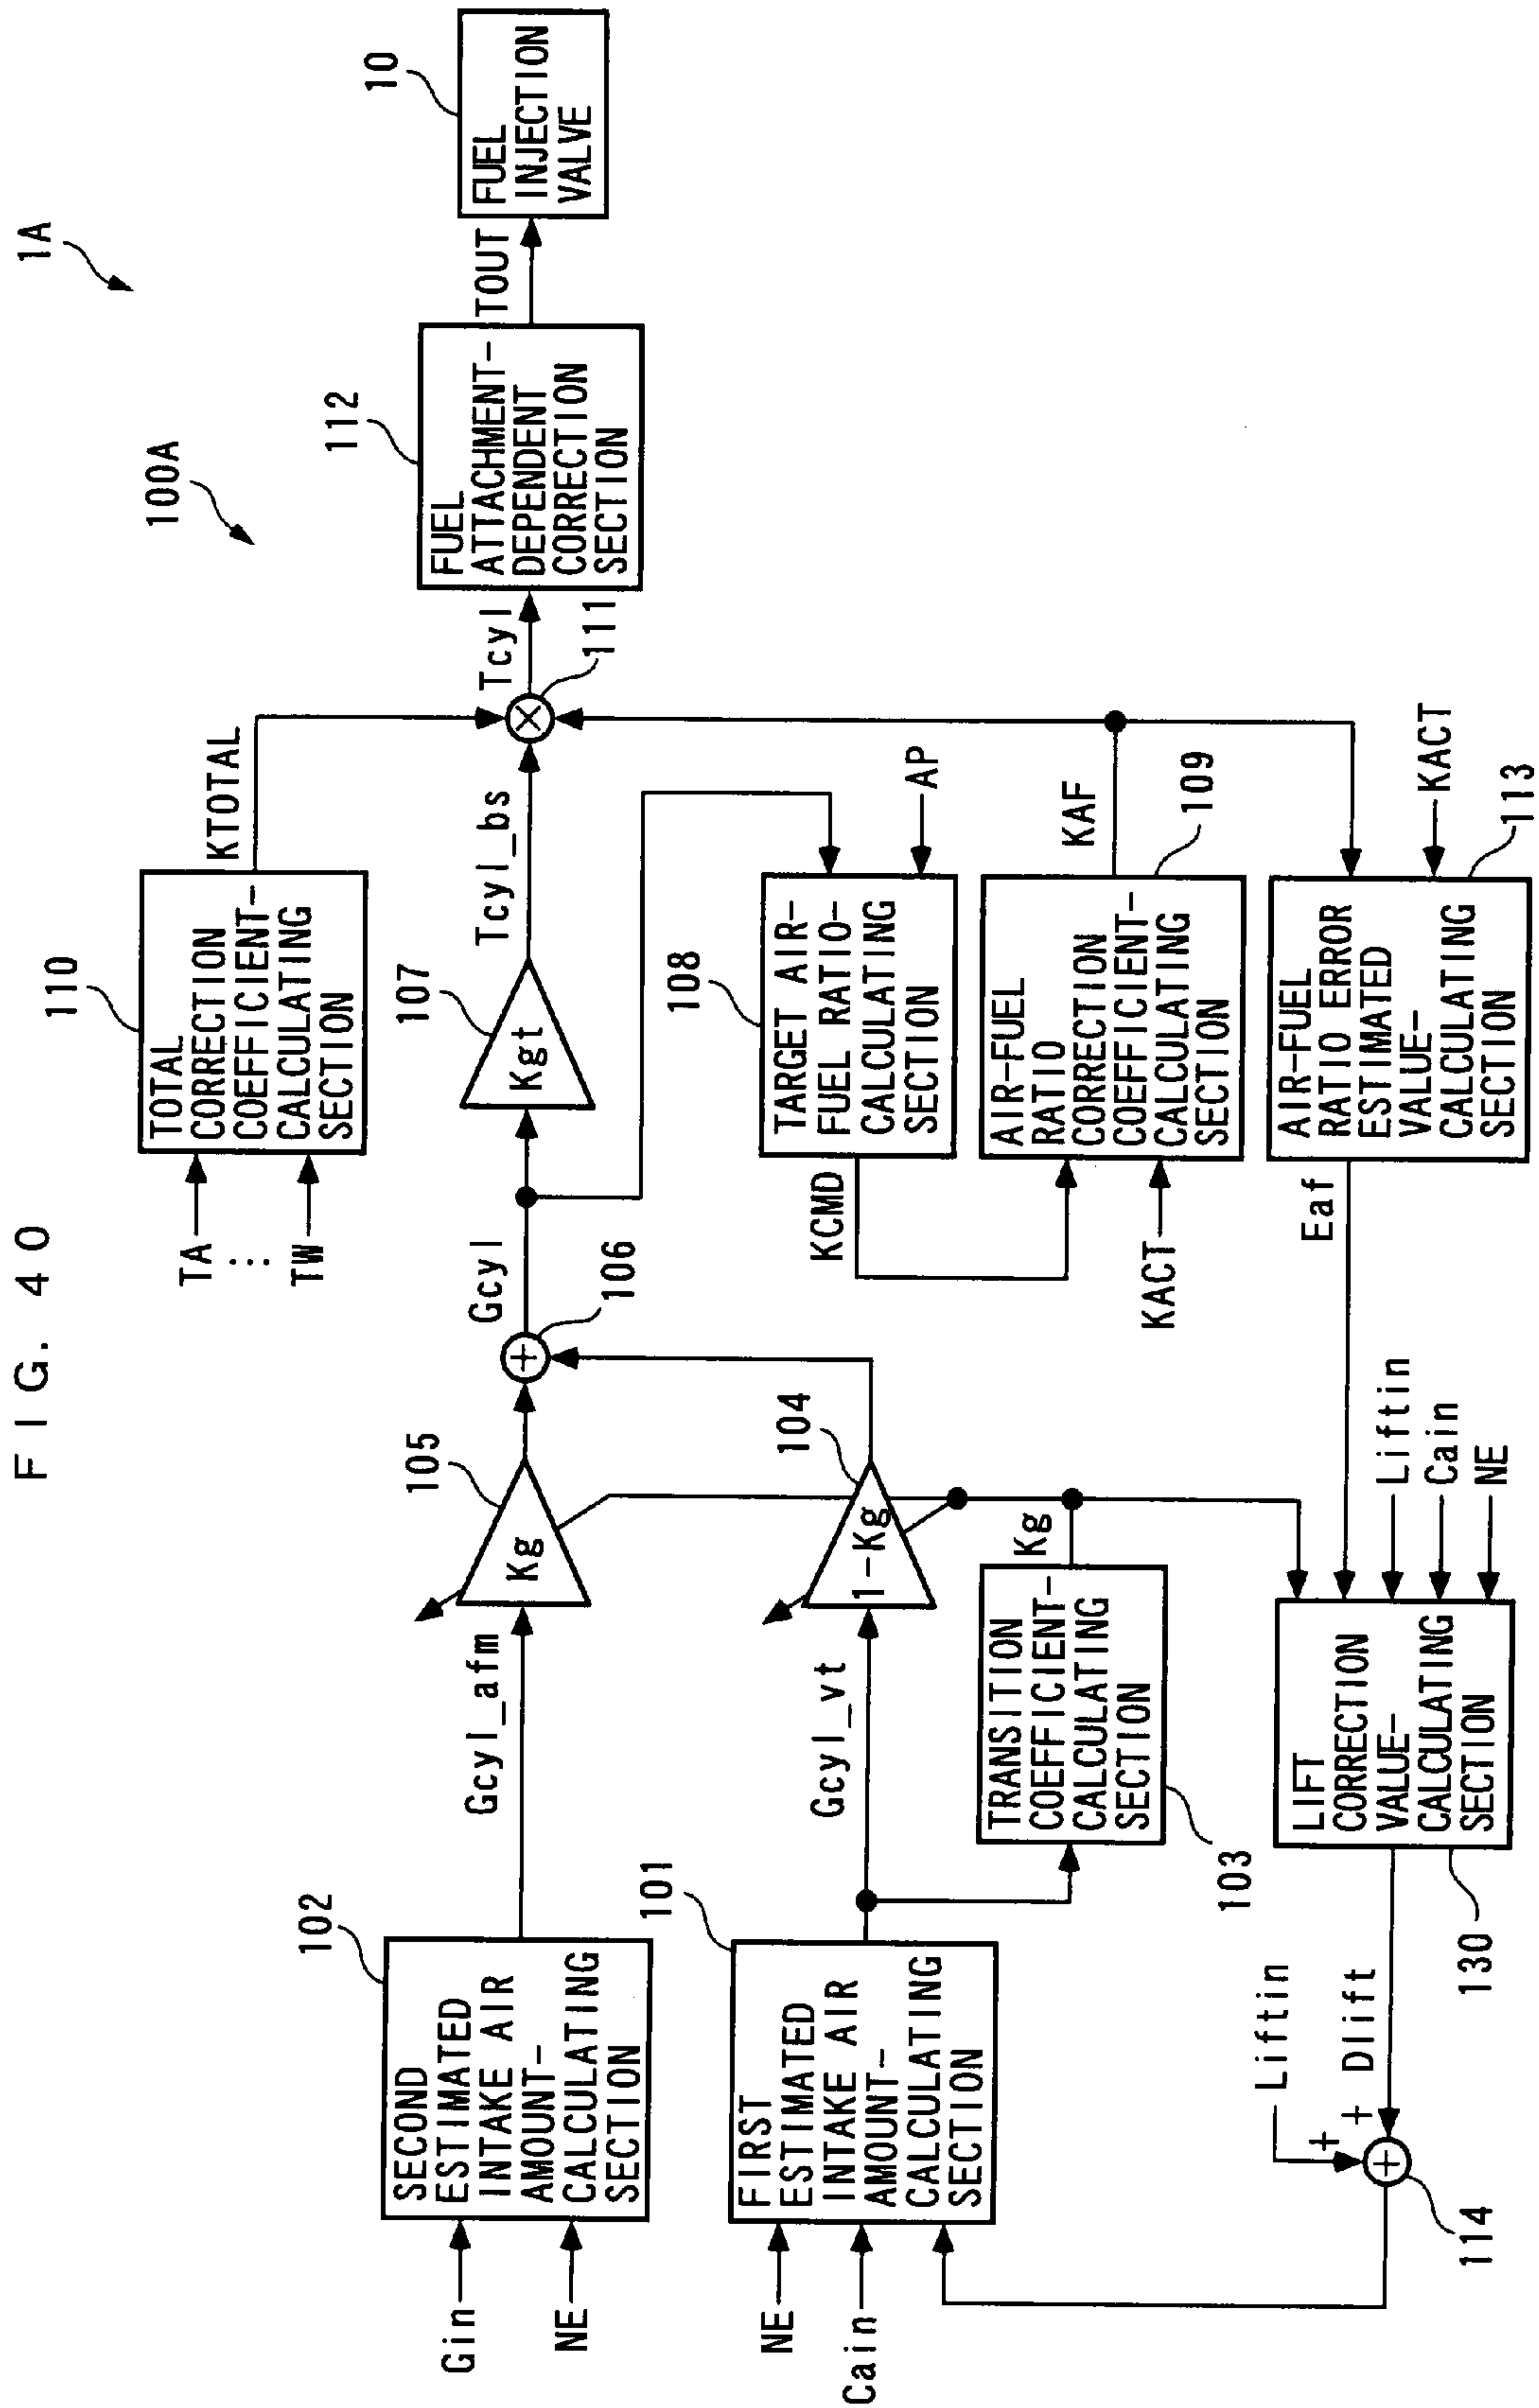 FIG. 40
1A
100A
110
TOTAL
CORRECTION
COEFFICIENT-
CALCULATING
SECTION
TA
⋮
TW
KTOTAL
102
SECOND
ESTIMATED
INTAKE AIR
AMOUNT-
CALCULATING
SECTION
Gin
NE
Gcyl_afm
105
Kg
106
Gcyl
107
Kgt
Tcyl_bs
×
111
Tcyl
112
FUEL
ATTACHMENT-
DEPENDENT
CORRECTION
SECTION
TOUT
10
FUEL
INJECTION
VALVE
101
FIRST
ESTIMATED
INTAKE AIR
AMOUNT-
CALCULATING
SECTION
NE
Cain
Gcyl_vt
104
1-Kg
+
108
TARGET AIR-
FUEL RATIO-
CALCULATING
SECTION
AP
KCMD
103
TRANSITION
COEFFICIENT-
CALCULATING
SECTION
Kg
109
AIR-FUEL
RATIO
CORRECTION
COEFFICIENT-
CALCULATING
SECTION
KACT
KAF
113
AIR-FUEL
RATIO ERROR
ESTIMATED
VALUE-
CALCULATING
SECTION
KACT
Eaf
130
LIFT
CORRECTION
VALUE-
CALCULATING
SECTION
Liftin
Cain
NE
Liftin
Dlift
+
+
+
114